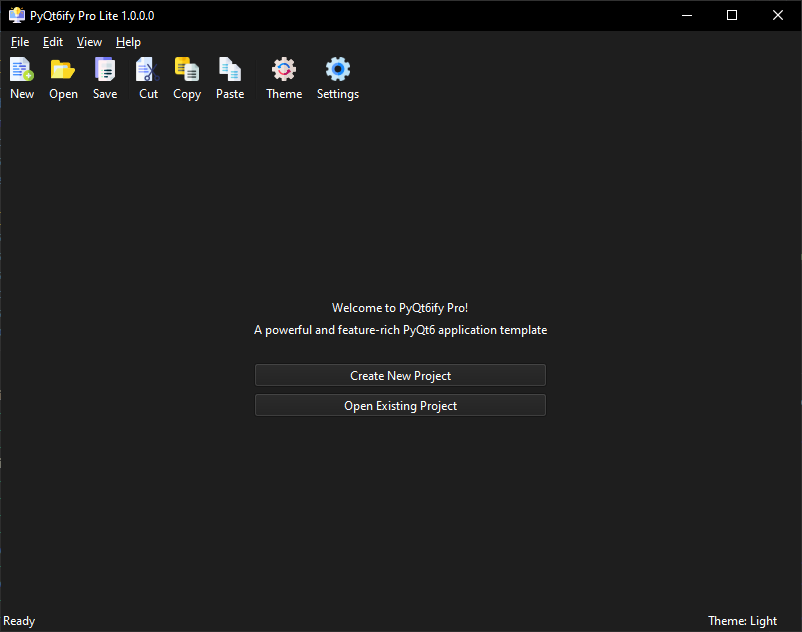 PyQt6ify Pro Lite 1.0.0.0
File Edit View Help
New Open Save Cut Copy Paste Theme Settings
Welcome to PyQt6ify Pro!
A powerful and feature-rich PyQt6 application template
Create New Project
Open Existing Project
Ready Theme: Light